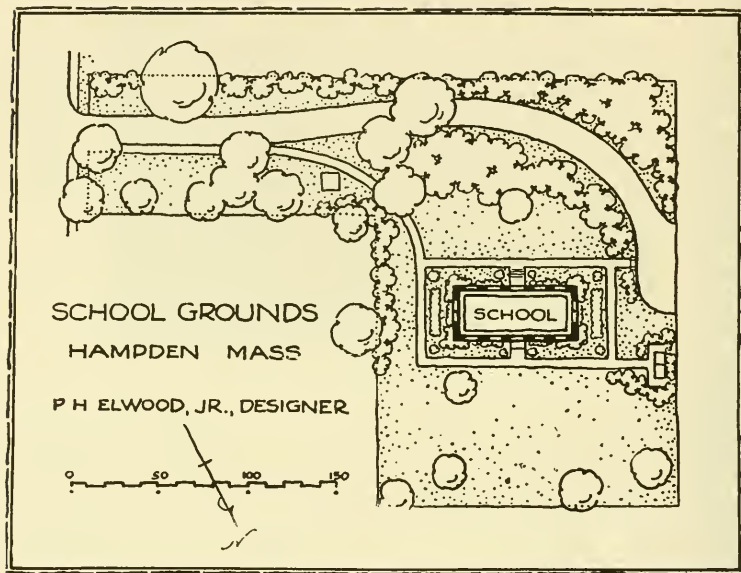 SCHOOL
SCHOOL GROUNDS
HAMPDEN MASS
P H ELWOOD, JR., DESIGNER
0 50 100 150
N